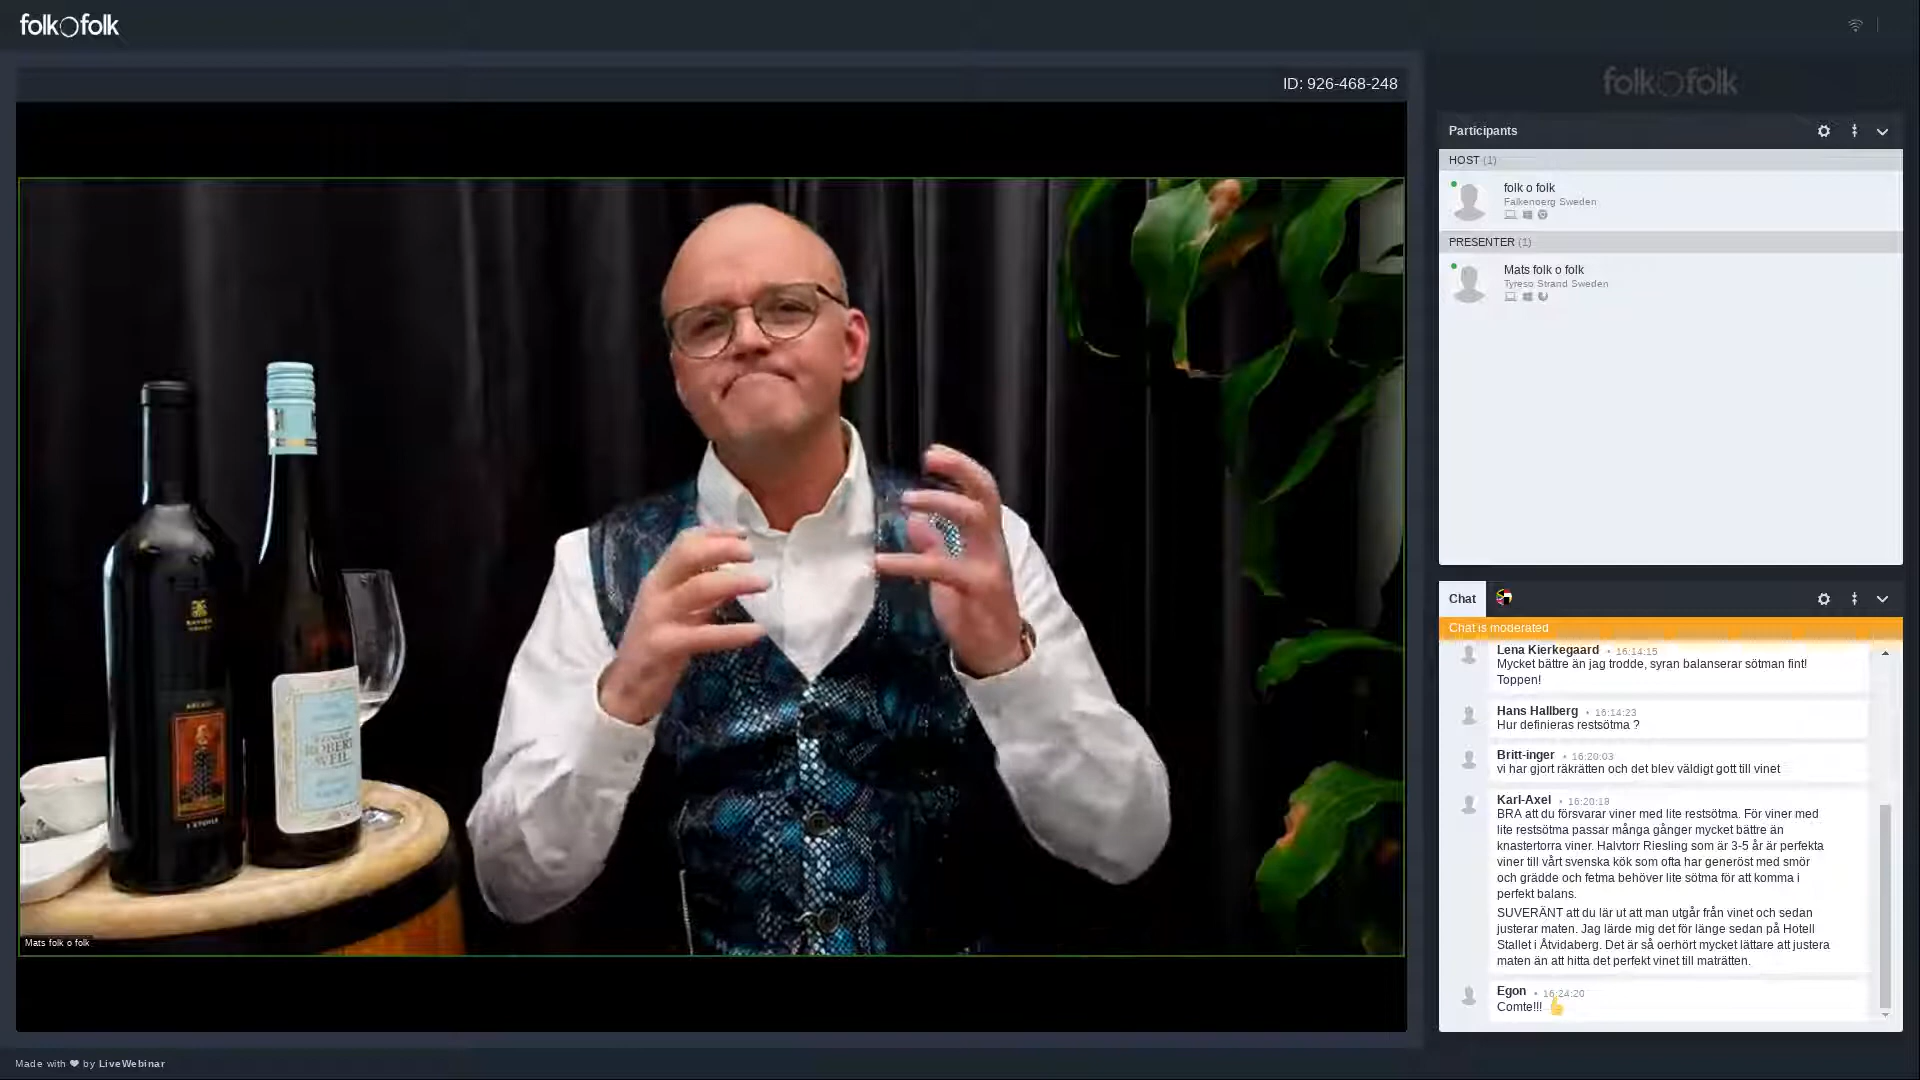 folkofolk
ID: 926-468-248
folkofolk
Participants
HOST (1)
folk o folk
Falkenberg Sweden
PRESENTER (1)
Mats folk o folk
Tyreso Strand Sweden
Chat
Chat is moderated
Lena Kierkegaard • 16:14:15
Mycket bättre än jag trodde, syran balanserar sötman fint!
Toppen!
Hans Hallberg • 16:14:23
Hur definieras restsötma ?
Britt-inger • 16:20:03
vi har gjort räkrätten och det blev väldigt gott till vinet
Karl-Axel • 16:20:18
BRA att du försvarar viner med lite restsötma. För viner med
lite restsötma passar många gånger mycket bättre än
knastertorra viner. Halvtorr Riesling som är 3-5 år är perfekta
viner till vårt svenska kök som ofta har generöst med smör
och grädde och fetma behöver lite sötma för att komma i
perfekt balans.
SUVERÄNT att du lär ut att man utgår från vinet och sedan
justerar maten. Jag lärde mig det för länge sedan på Hotell
Stallet i Åtvidaberg. Det är så oerhört mycket lättare att justera
maten än att hitta det perfekt vinet till maträtten.
Egon • 16:24:20
Comte!!! 👍
ROBERT
WEIL
Mats folk o folk
Made with ❤ by LiveWebinar